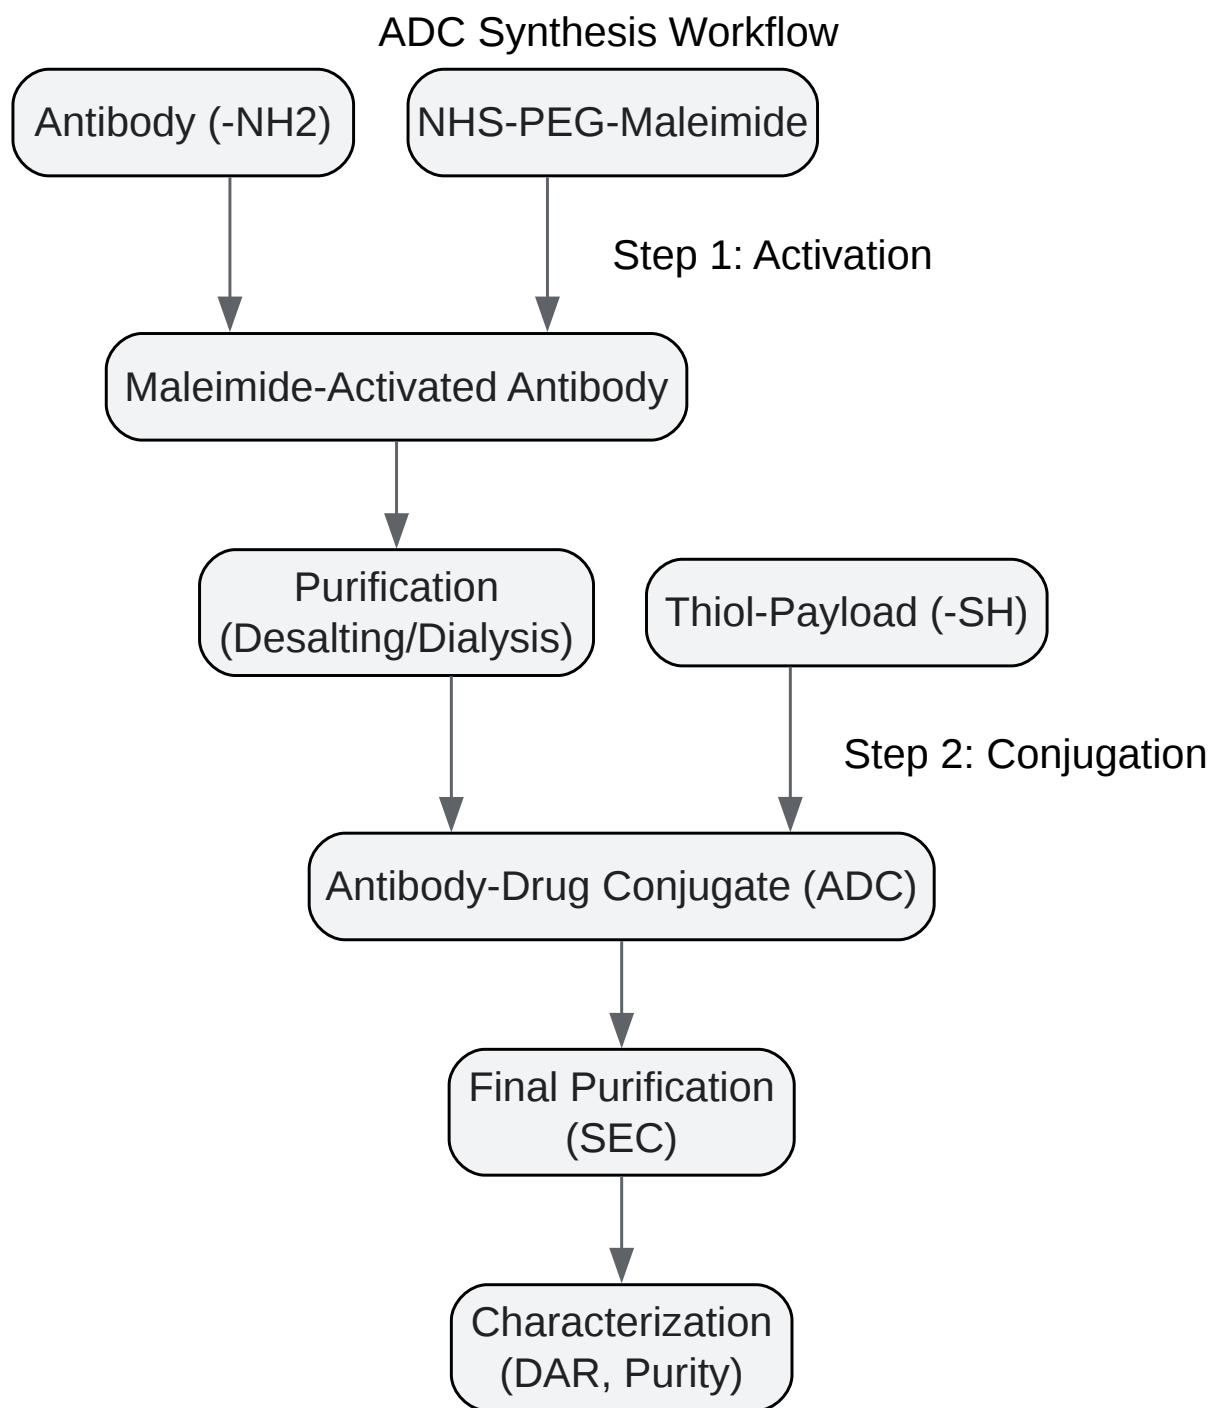 ADC Synthesis Workflow
Antibody (-NH2)
NHS-PEG-Maleimide
Step 1: Activation
Maleimide-Activated Antibody
Purification
(Desalting/Dialysis)
Thiol-Payload (-SH)
Step 2: Conjugation
Antibody-Drug Conjugate (ADC)
Final Purification
(SEC)
Characterization
(DAR, Purity)